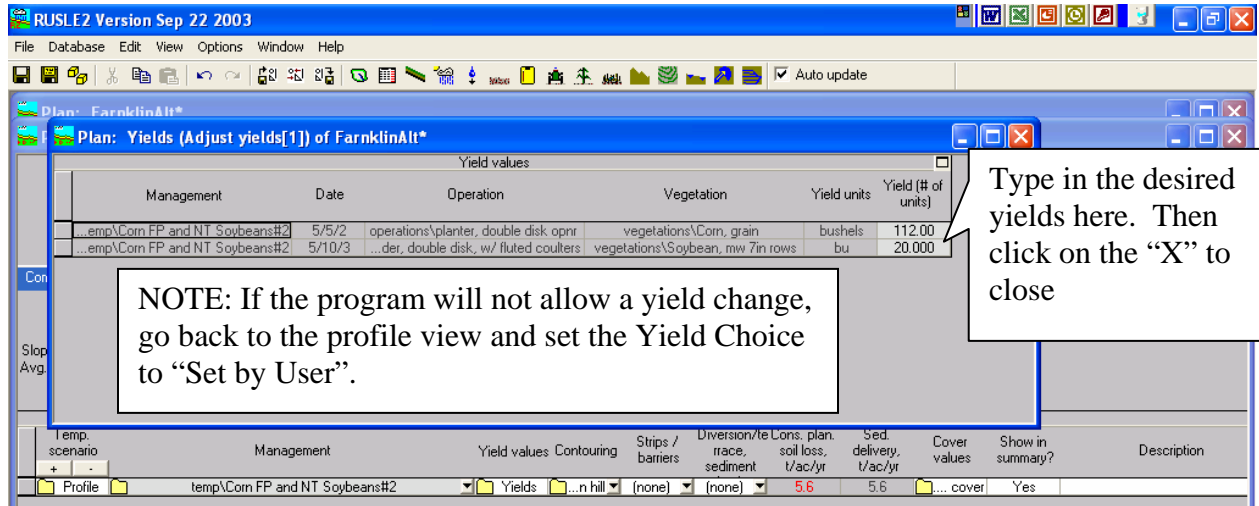 RUSLE2 Version Sep 22 2003
File Database Edit View Options Window Help
Auto update
Plan: FarnklinAlt*
Plan: Yields (Adjust yields[1]) of FarnklinAlt*
Yield values
Management Date Operation Vegetation Yield units Yield (# of units)
...emp\Corn FP and NT Soybeans#2 5/5/2 operations\planter, double disk opnr vegetations\Corn, grain bushels 112.00
...emp\Corn FP and NT Soybeans#2 5/10/3 ...der, double disk, w/ fluted coulters vegetations\Soybean, mw 7in rows bu 20.000
Type in the desired
yields here. Then
click on the “X” to
close
Con
NOTE: If the program will not allow a yield change,
go back to the profile view and set the Yield Choice
to “Set by User”.
Slop
Avg.
Temp. scenario Management Yield values Contouring Strips / barriers Diversion/te rrace, sediment Cons. plan. soil loss, t/ac/yr Sed. delivery, t/ac/yr Cover values Show in summary? Description
+ -
Profile temp\Corn FP and NT Soybeans#2 Yields ...n hill (none) (none) 5.6 5.6 .... cover Yes